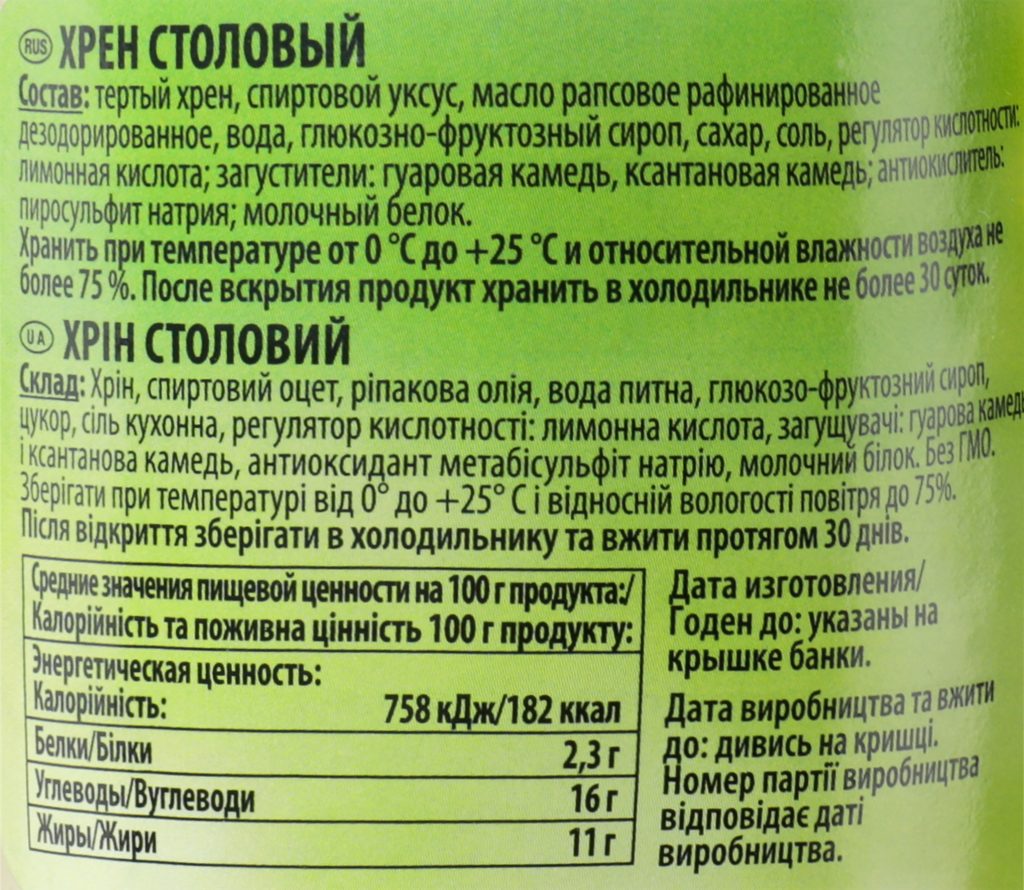 RUS ХРЕН СТОЛОВЫЙ
Состав: тертый хрен, спиртовой уксус, масло рапсовое рафинированное
дезодорированное, вода, глюкозно-фруктозный сироп, сахар, соль, регулятор кислотности:
лимонная кислота; загустители: гуаровая камедь, ксантановая камедь; антиокислитель:
пиросульфит натрия; молочный белок.
Хранить при температуре от 0 °С до +25 °С и относительной влажности воздуха не
более 75 %. После вскрытия продукт хранить в холодильнике не более 30 суток.
UA ХРІН СТОЛОВИЙ
Склад: Хрін, спиртовий оцет, ріпакова олія, вода питна, глюкозо-фруктозний сироп,
цукор, сіль кухонна, регулятор кислотності: лимонна кислота, загущувачі: гуарова камедь
і ксантанова камедь, антиоксидант метабісульфіт натрію, молочний білок. Без ГМО.
Зберігати при температурі від 0° до +25° С і відносній вологості повітря до 75%.
Після відкриття зберігати в холодильнику та вжити протягом 30 днів.
Средние значения пищевой ценности на 100 г продукта:/
Калорійність та поживна цінність 100 г продукту:
Энергетическая ценность:
Калорійність: 758 кДж/182 ккал
Белки/Білки 2,3 г
Углеводы/Вуглеводи 16 г
Жиры/Жири 11 г
Дата изготовления/
Годен до: указаны на
крышке банки.
Дата виробництва та вжити
до: дивись на кришці.
Номер партії виробництва
відповідає даті
виробництва.